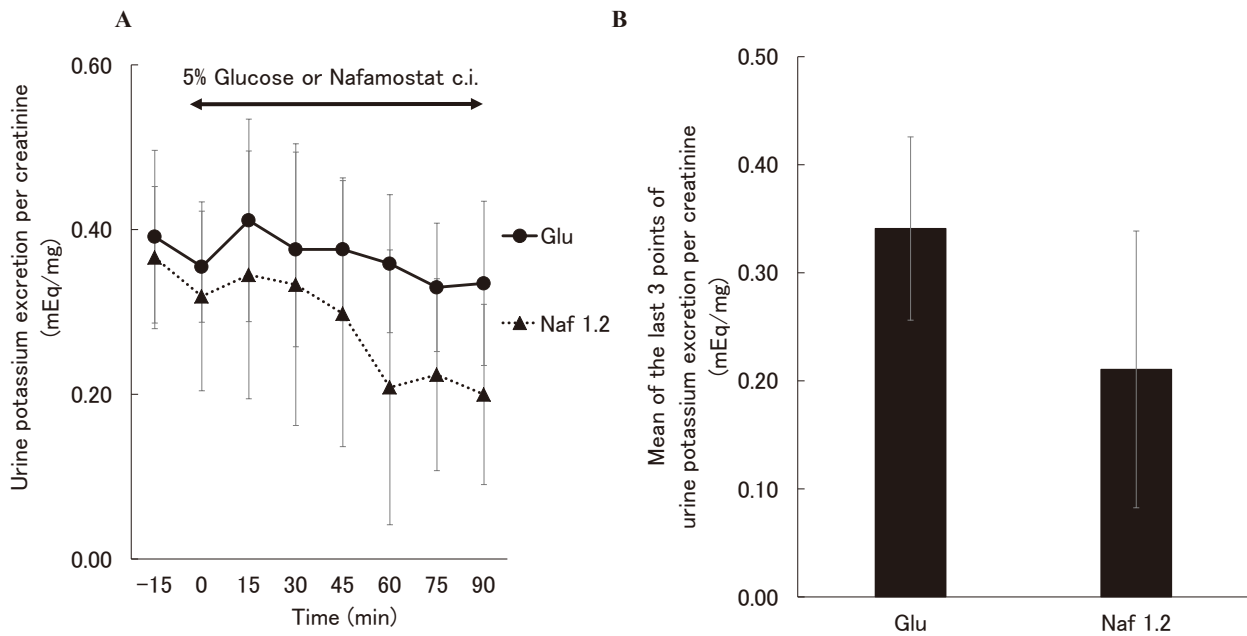 A
Urine potassium excretion per creatinine
(mEq/mg)
0.60
0.40
0.20
0.00
5% Glucose or Nafamostat c.i.
Glu
Naf 1.2
−15 0 15 30 45 60 75 90
Time (min)
B
Mean of the last 3 points of
urine potassium excretion per creatinine
(mEq/mg)
0.50
0.40
0.30
0.20
0.10
0.00
Glu Naf 1.2